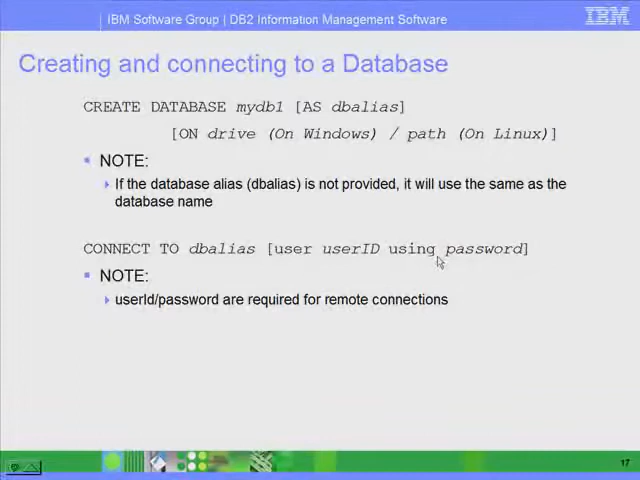 IBM Software Group | DB2 Information Management Software
IBM
Creating and connecting to a Database
CREATE DATABASE mydb1 [AS dbalias]
[ON drive (On Windows) / path (On Linux)]
NOTE:
If the database alias (dbalias) is not provided, it will use the same as the
database name
CONNECT TO dbalias [user userID using password]
NOTE:
userId/password are required for remote connections
17